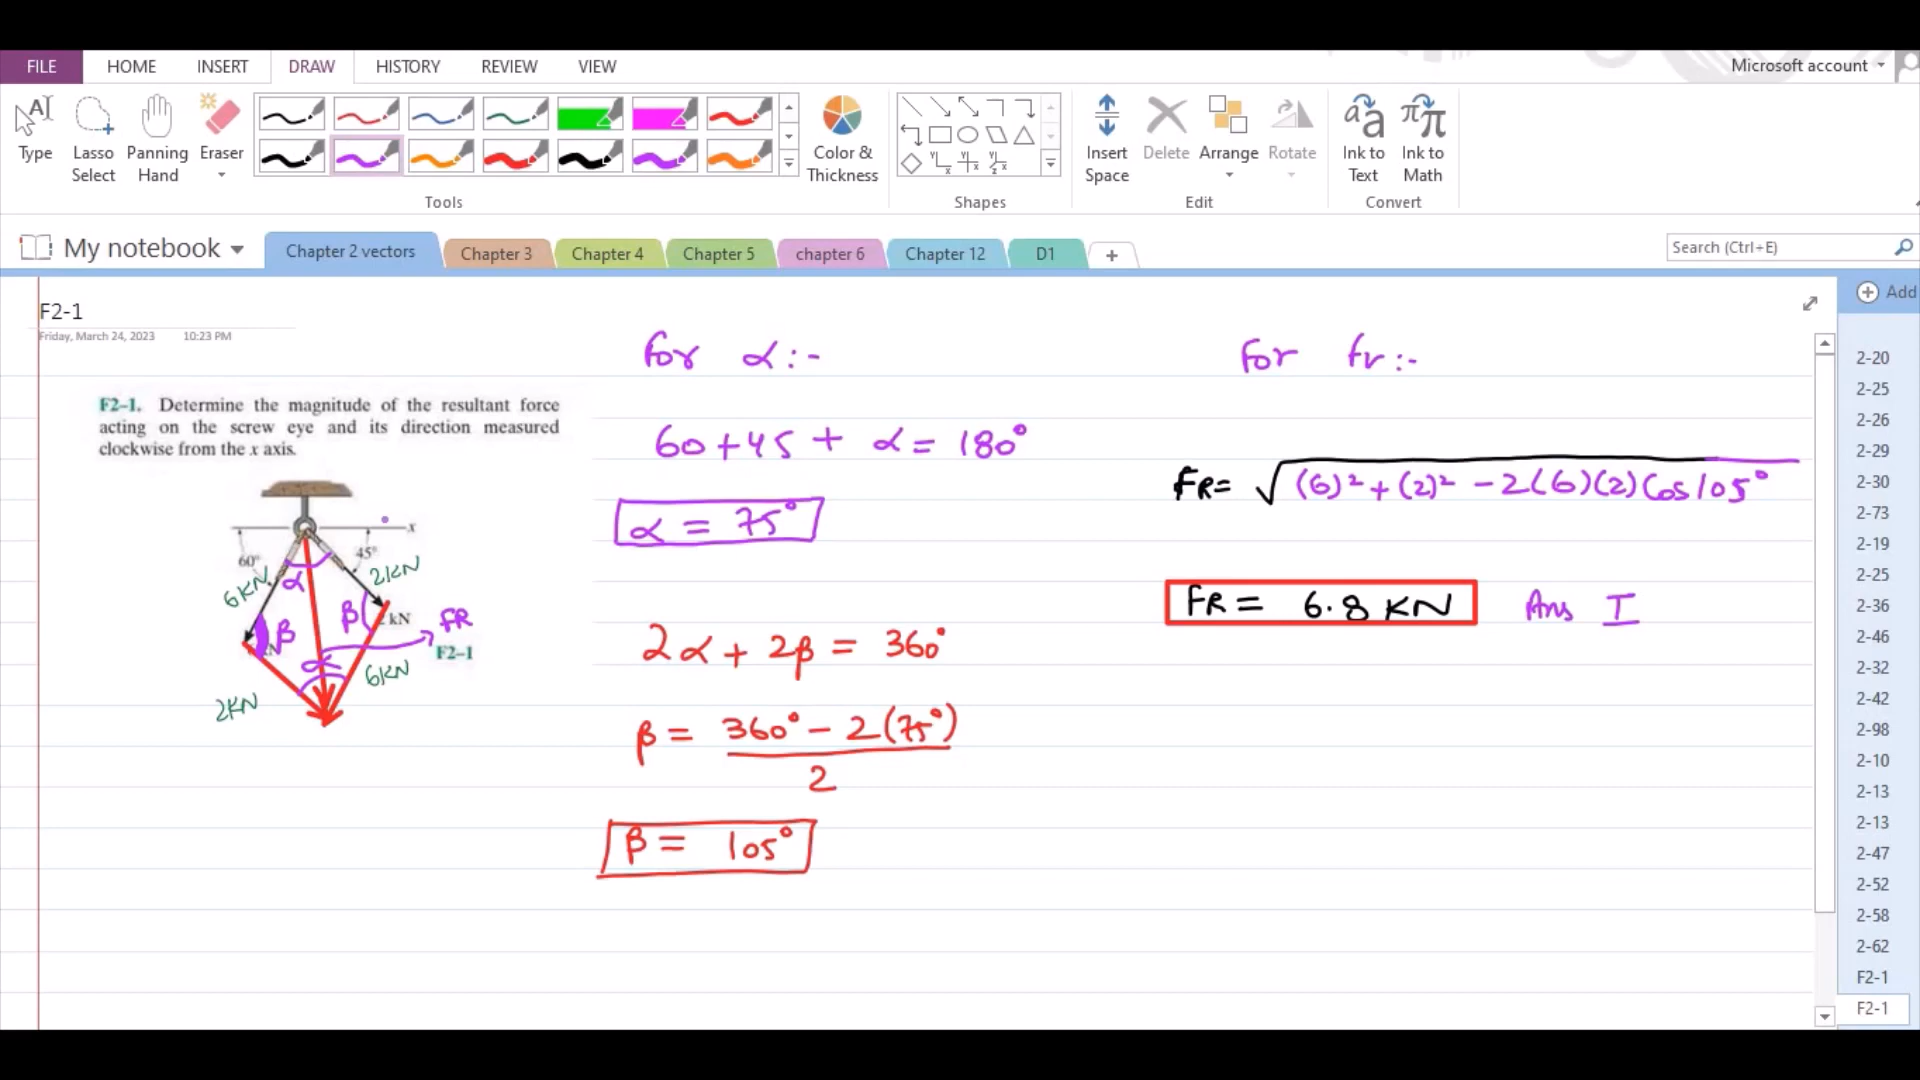 FILE HOME INSERT DRAW HISTORY REVIEW VIEW Microsoft account
Type Lasso Select Panning Hand Eraser Color & Thickness Insert Space Delete Arrange Rotate Ink to Text Ink to Math
Tools Shapes Edit Convert
My notebook Chapter 2 vectors Chapter 3 Chapter 4 Chapter 5 chapter 6 Chapter 12 D1 + Search (Ctrl+E)
F2-1
Friday, March 24, 2023 10:23 PM
F2–1. Determine the magnitude of the resultant force
acting on the screw eye and its direction measured
clockwise from the x axis.
x
60° 45°
6KN α 2KN
β β kN FR
F2–1
α 6KN
2KN
For α:-
60+45 + α = 180°
α = 75°
2α + 2β = 360°
β = 360° - 2(75°)
2
β = 105°
For fr:-
FR = √(6)² + (2)² - 2(6)(2) Cos 105°
FR = 6.8 KN Ans I
Add
2-20
2-25
2-26
2-29
2-30
2-73
2-19
2-25
2-36
2-46
2-32
2-42
2-98
2-10
2-13
2-13
2-47
2-52
2-58
2-62
F2-1
F2-1